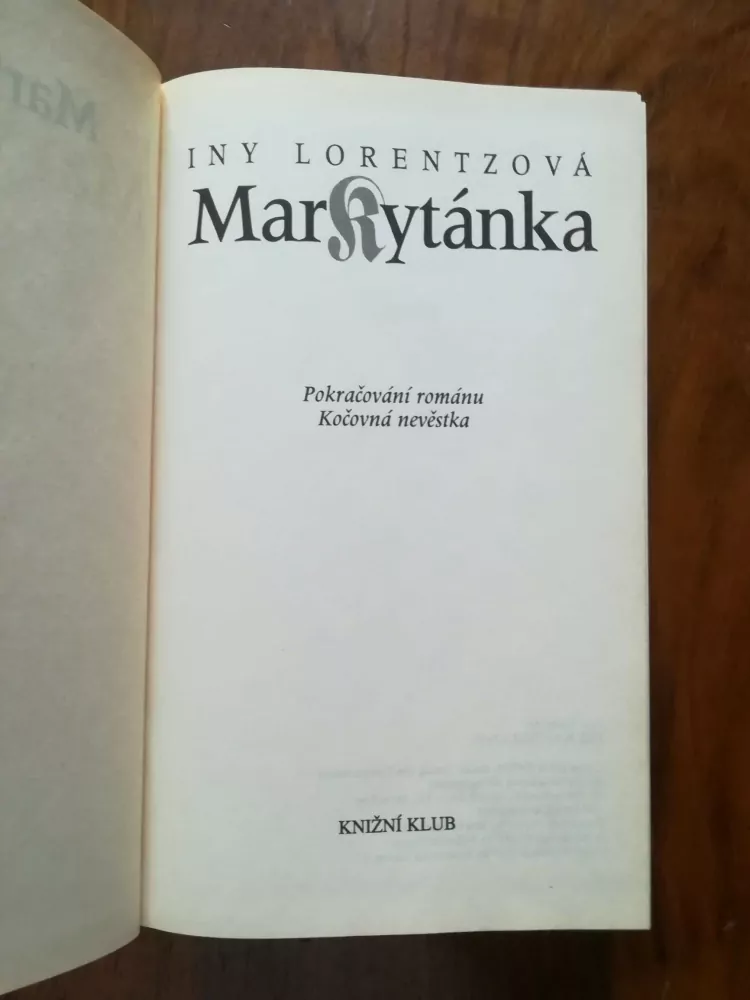 INY LORENTZOVÁ
Markytánka
Pokračování románu
Kočovná nevěstka
KNIŽNÍ KLUB